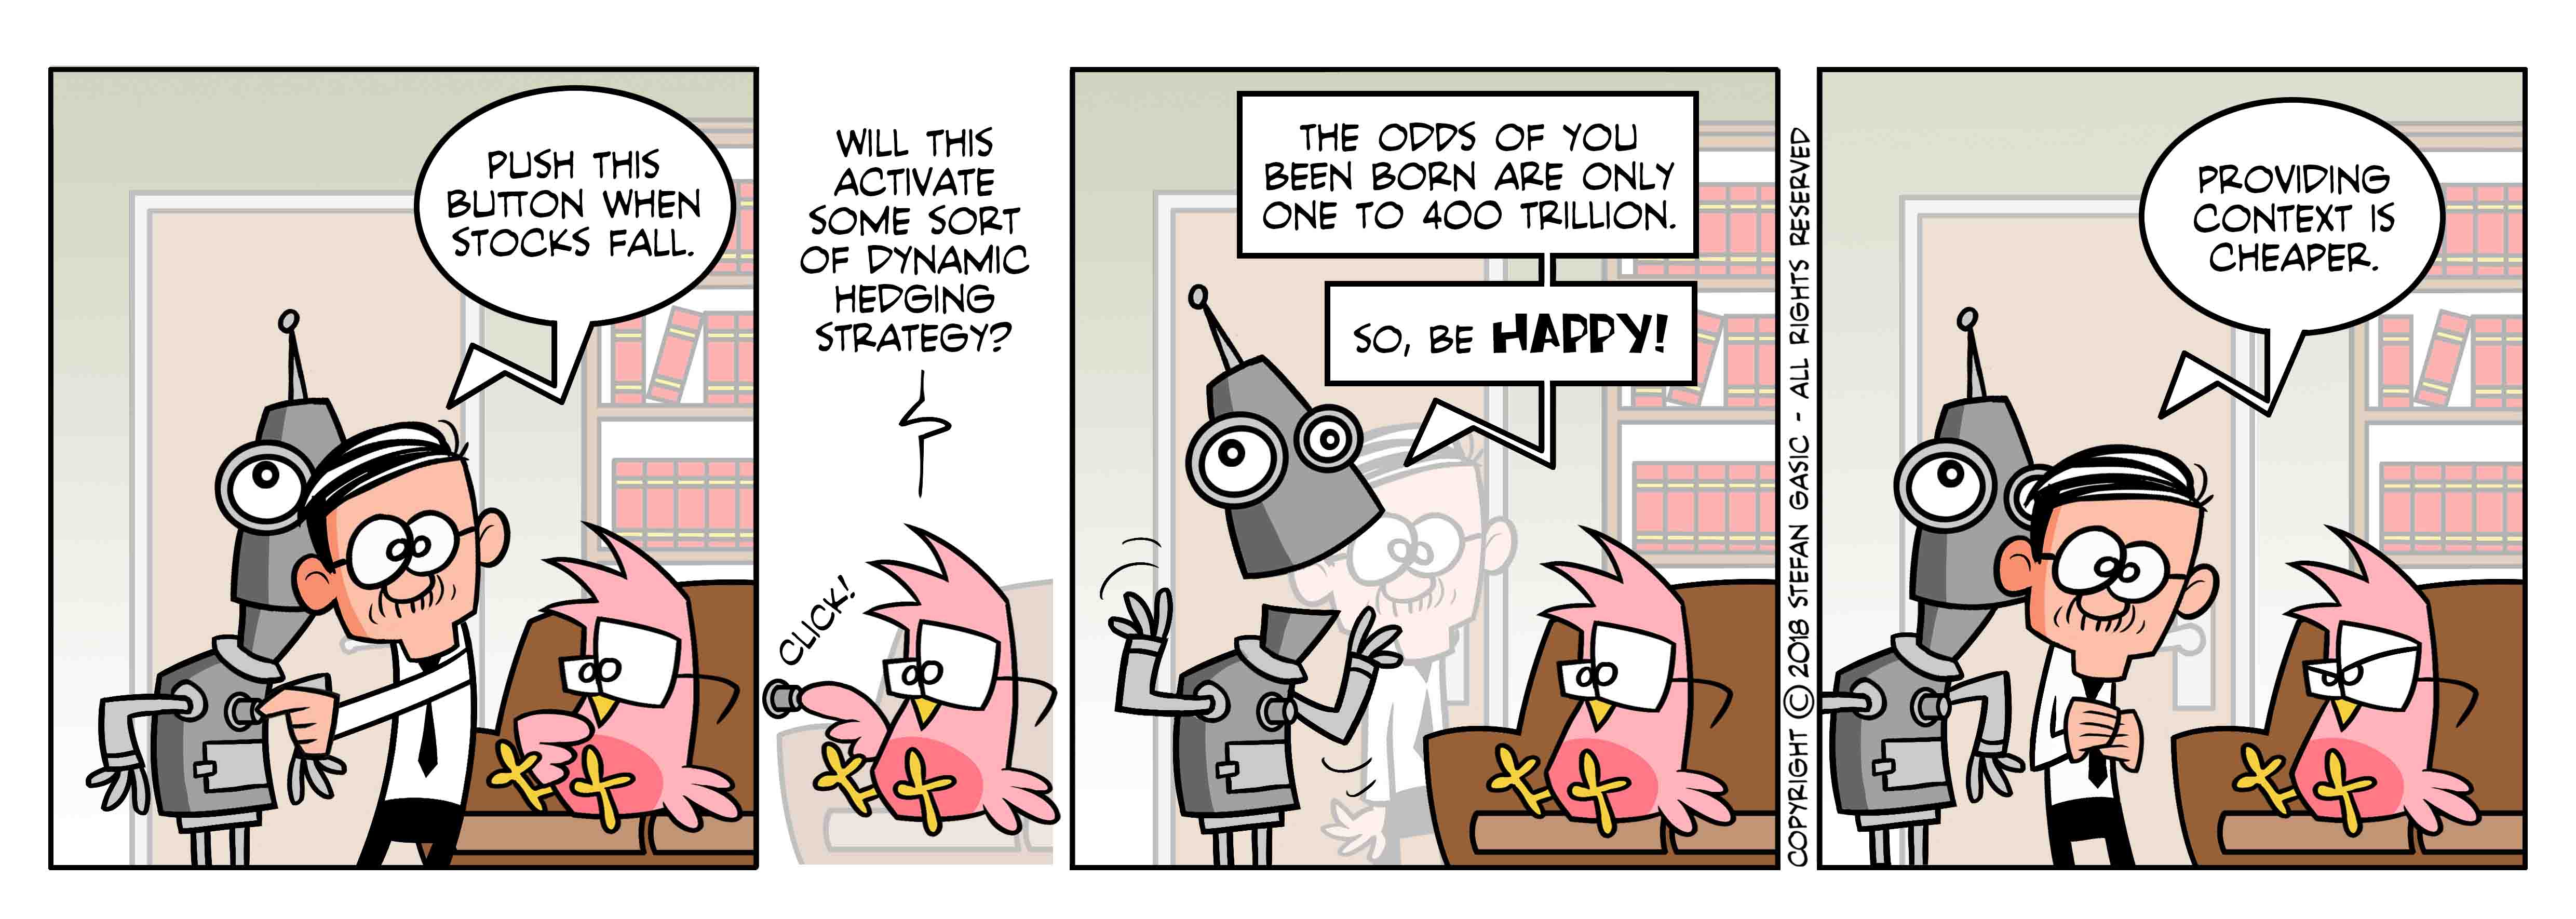 PUSH THIS
BUTTON WHEN
STOCKS FALL.
WILL THIS
ACTIVATE
SOME SORT
OF DYNAMIC
HEDGING
STRATEGY?
CLICK!
THE ODDS OF YOU
BEEN BORN ARE ONLY
ONE TO 400 TRILLION.
SO, BE HAPPY!
COPYRIGHT © 2018 STEFAN GASIC - ALL RIGHTS RESERVED
PROVIDING
CONTEXT IS
CHEAPER.